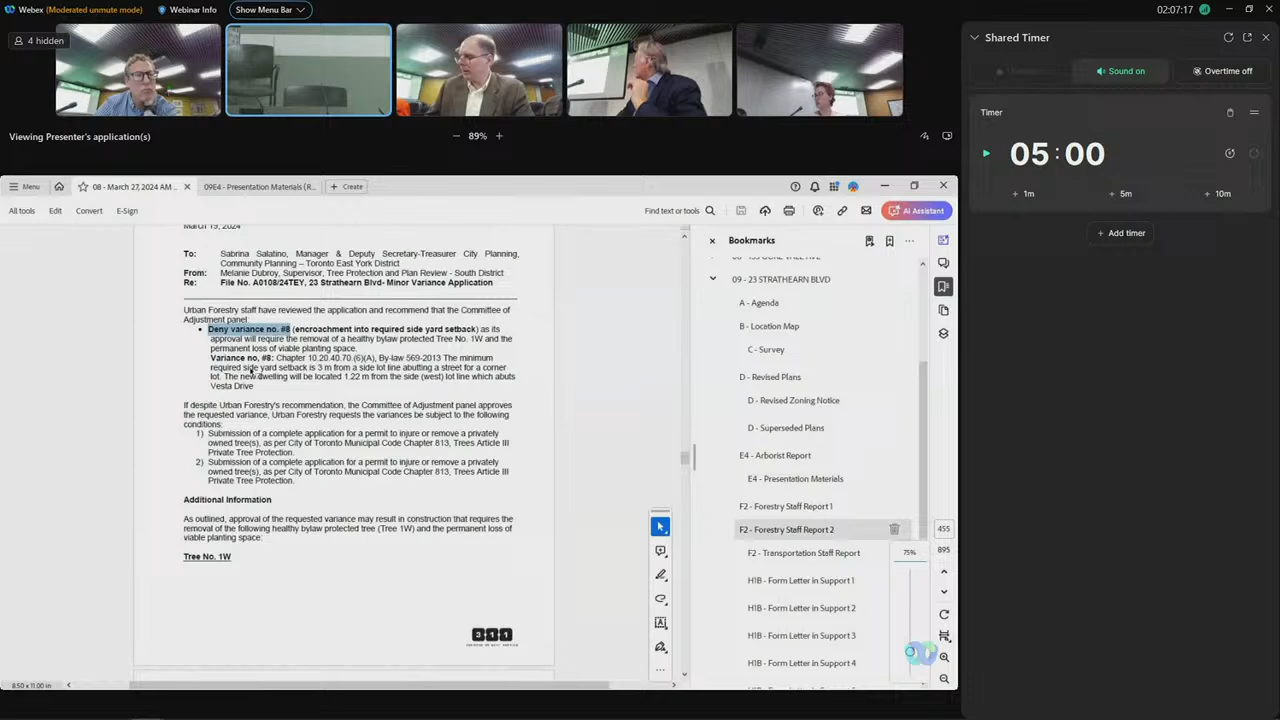 Webex (Moderated unmute mode) Webinar Info Show Menu Bar 02:07:17
4 hidden
Viewing Presenter's application(s) 89%
Shared Timer
Sound on Overtime off
Timer
05:00
+ 1m + 5m + 10m
+ Add timer
Menu 08 - March 27, 2024 AM ... 09E4 - Presentation Materials (R... + Create
All tools Edit Convert E-Sign Find text or tools AI Assistant
March 19, 2024
To: Sabrina Salatino, Manager & Deputy Secretary-Treasurer City Planning,
Community Planning – Toronto East York District
From: Melanie Dubroy, Supervisor, Tree Protection and Plan Review - South District
Re: File No. A0108/24TEY, 23 Strathearn Blvd- Minor Variance Application
Urban Forestry staff have reviewed the application and recommend that the Committee of
Adjustment panel:
• Deny variance no. #8 (encroachment into required side yard setback) as its
approval will require the removal of a healthy bylaw protected Tree No. 1W and the
permanent loss of viable planting space.
Variance no, #8: Chapter 10.20.40.70.(6)(A), By-law 569-2013 The minimum
required side yard setback is 3 m from a side lot line abutting a street for a corner
lot. The new dwelling will be located 1.22 m from the side (west) lot line which abuts
Vesta Drive
If despite Urban Forestry's recommendation, the Committee of Adjustment panel approves
the requested variance, Urban Forestry requests the variances be subject to the following
conditions:
1) Submission of a complete application for a permit to injure or remove a privately
owned tree(s), as per City of Toronto Municipal Code Chapter 813, Trees Article III
Private Tree Protection.
2) Submission of a complete application for a permit to injure or remove a privately
owned tree(s), as per City of Toronto Municipal Code Chapter 813, Trees Article III
Private Tree Protection.
Additional Information
As outlined, approval of the requested variance may result in construction that requires the
removal of the following healthy bylaw protected tree (Tree 1W) and the permanent loss of
viable planting space:
Tree No. 1W
311
8.50 x 11.00 in
Bookmarks
09 - 23 STRATHEARN BLVD
A - Agenda
B - Location Map
C - Survey
D - Revised Plans
D - Revised Zoning Notice
D - Superseded Plans
E4 - Arborist Report
E4 - Presentation Materials
F2 - Forestry Staff Report 1
F2 - Forestry Staff Report 2
F2 - Transportation Staff Report
H1B - Form Letter in Support 1
H1B - Form Letter in Support 2
H1B - Form Letter in Support 3
H1B - Form Letter in Support 4
455
895
75%